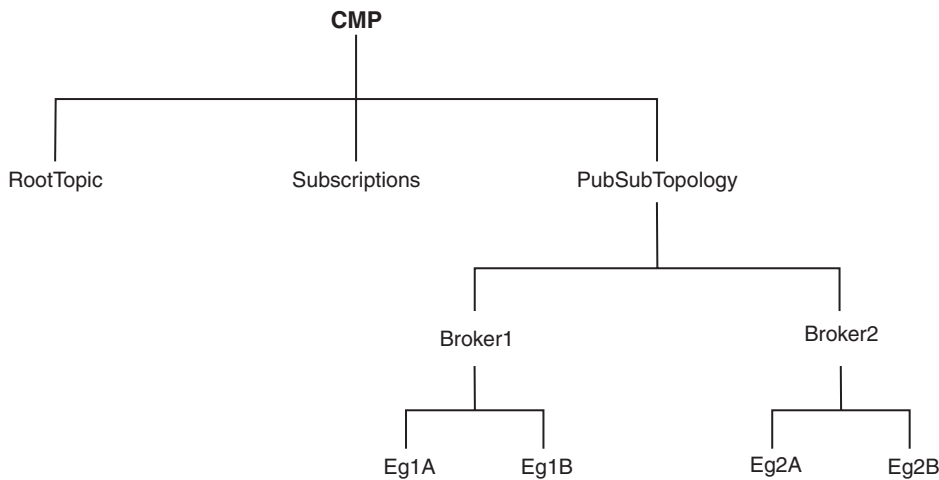 CMP
RootTopic
Subscriptions
PubSubTopology
Broker1
Broker2
Eg1A
Eg1B
Eg2A
Eg2B